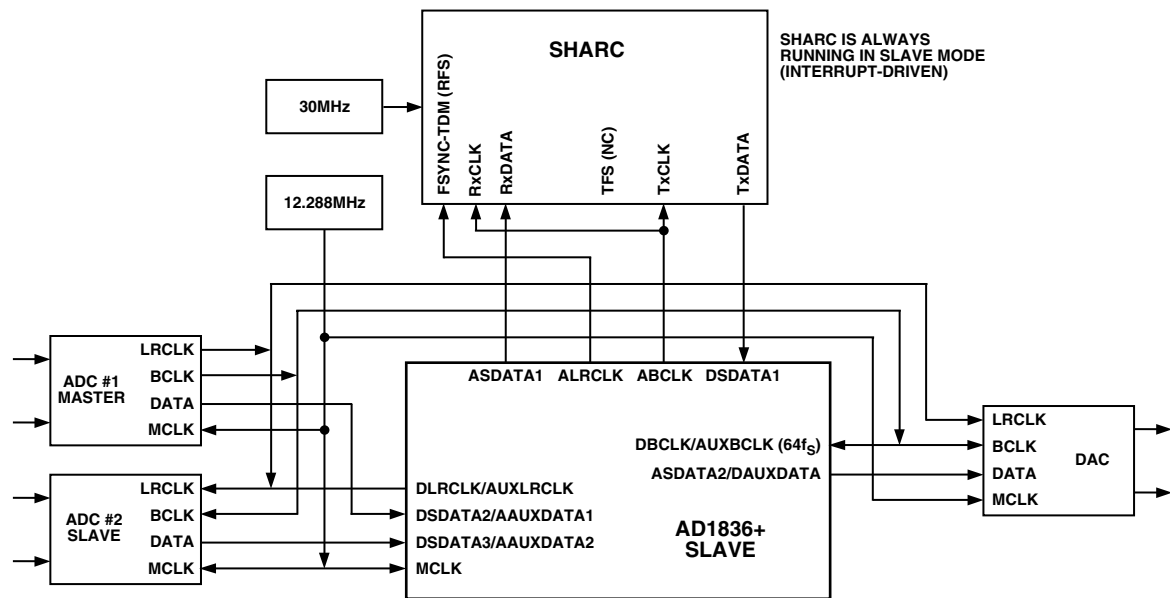 SHARC
SHARC IS ALWAYS
RUNNING IN SLAVE MODE
(INTERRUPT-DRIVEN)
30MHz
FSYNC-TDM (RFS)
RxCLK
RxDATA
TFS (NC)
TxCLK
TxDATA
12.288MHz
ADC #1
MASTER
LRCLK
BCLK
DATA
MCLK
ASDATA1
ALRCLK
ABCLK
DSDATA1
DBCLK/AUXBCLK (64fS)
ASDATA2/DAUXDATA
LRCLK
BCLK
DATA
MCLK
DAC
ADC #2
SLAVE
LRCLK
BCLK
DATA
MCLK
DLRCLK/AUXLRCLK
DSDATA2/AAUXDATA1
DSDATA3/AAUXDATA2
MCLK
AD1836+
SLAVE